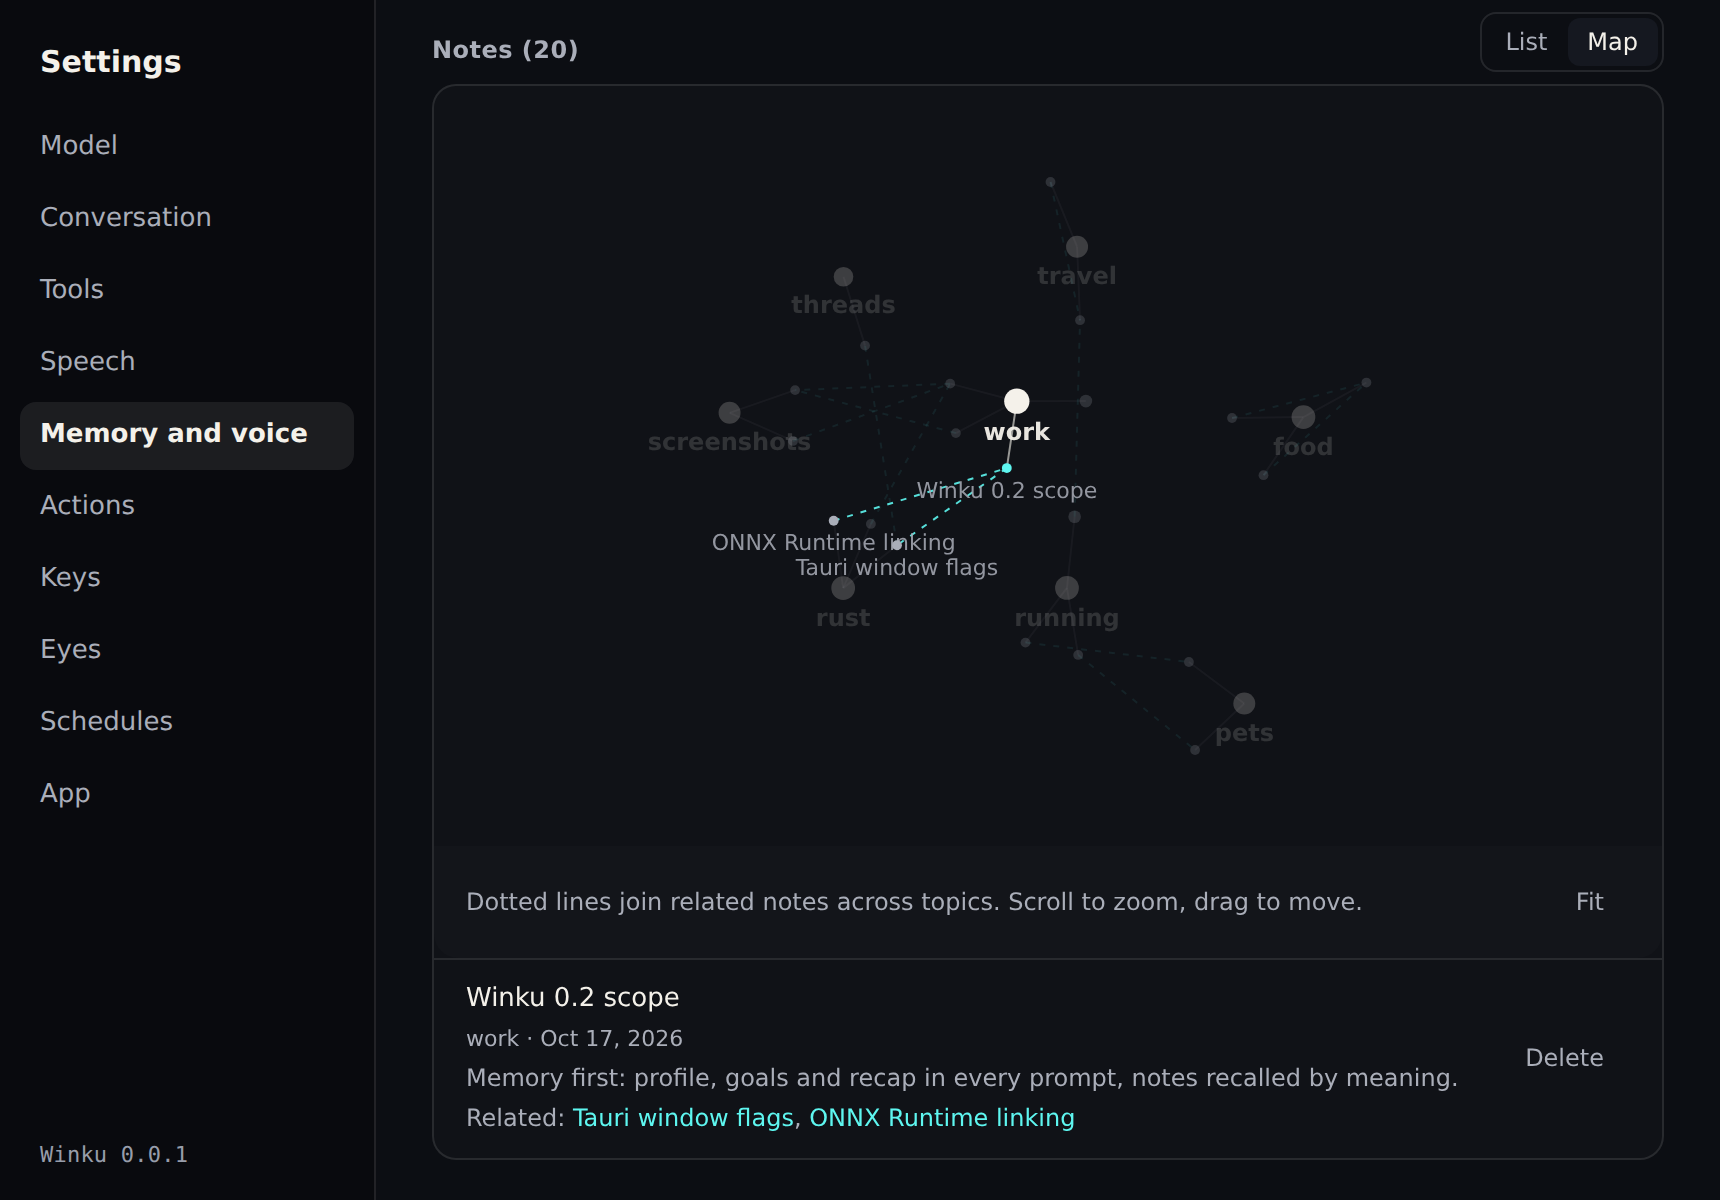 Settings
Model
Conversation
Tools
Speech
Memory and voice
Actions
Keys
Eyes
Schedules
App
Winku 0.0.1
Notes (20)
List
Map
travel
threads
work
screenshots
food
Winku 0.2 scope
ONNX Runtime linking
Tauri window flags
rust
running
pets
Dotted lines join related notes across topics. Scroll to zoom, drag to move.
Fit
Winku 0.2 scope
work · Oct 17, 2026
Memory first: profile, goals and recap in every prompt, notes recalled by meaning.
Related: Tauri window flags, ONNX Runtime linking
Delete